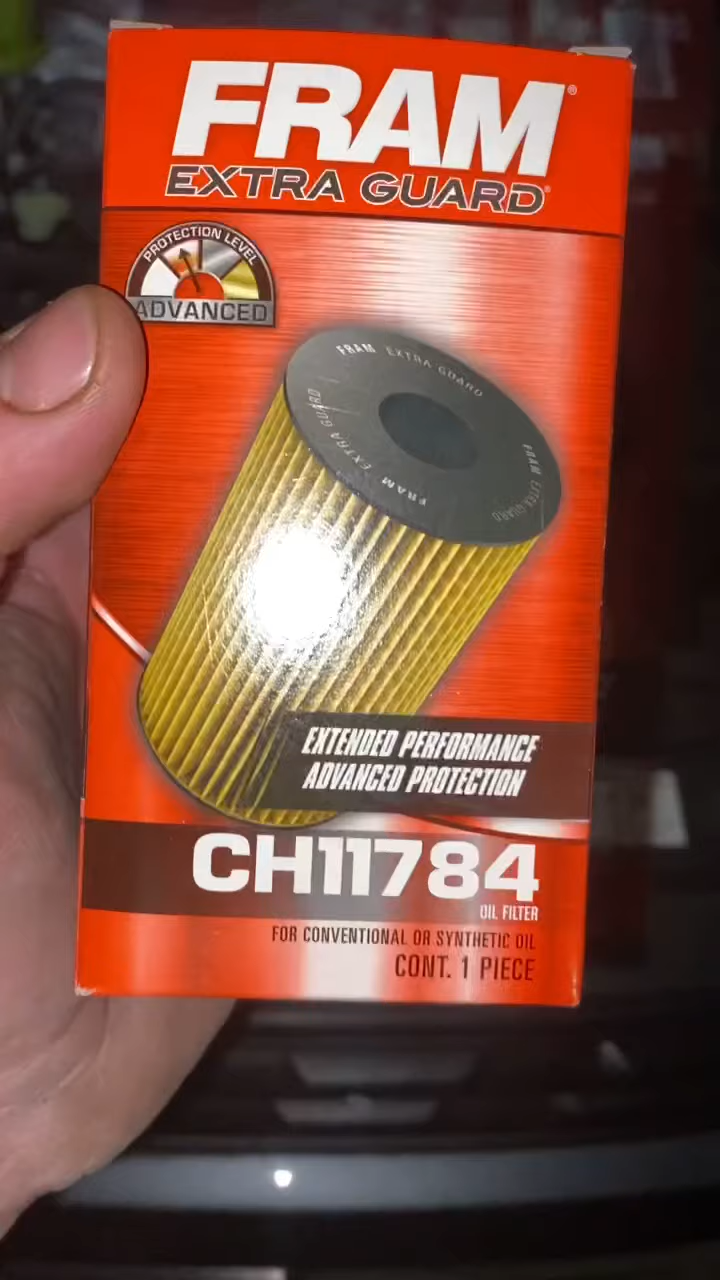 FRAM®
EXTRA GUARD®
PROTECTION LEVEL
ADVANCED
FRAM EXTRA GUARD
FRAM EXTRA GUARD
FRAM EXTRA GUARD
EXTENDED PERFORMANCE
ADVANCED PROTECTION
CH11784
OIL FILTER
FOR CONVENTIONAL OR SYNTHETIC OIL
CONT. 1 PIECE